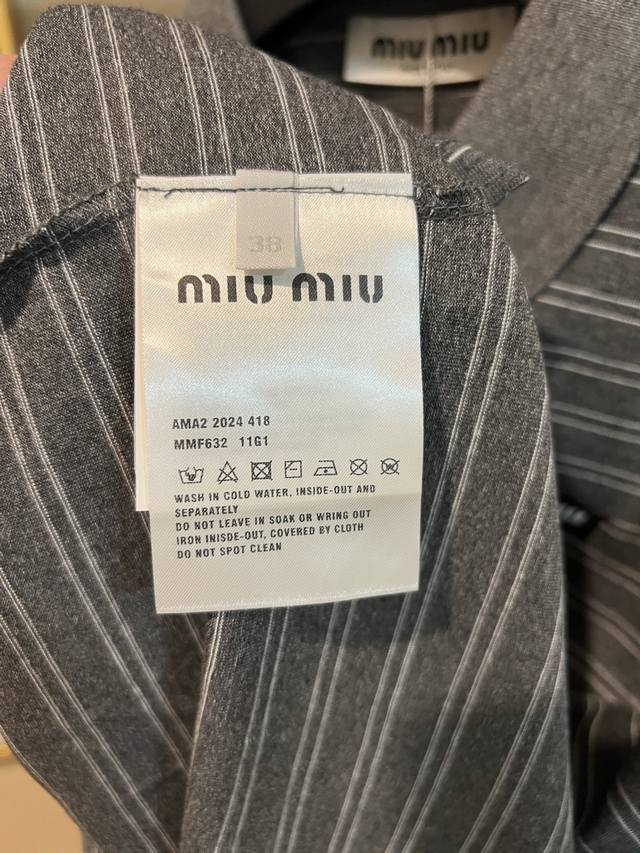 MIU MIU
38
MIU MIU
AMA2 2024 418
MMF632 11G1
WASH IN COLD WATER, INSIDE-OUT AND
SEPARATELY
DO NOT LEAVE IN SOAK OR WRING OUT
IRON INISDE-OUT, COVERED BY CLOTH
DO NOT SPOT CLEAN